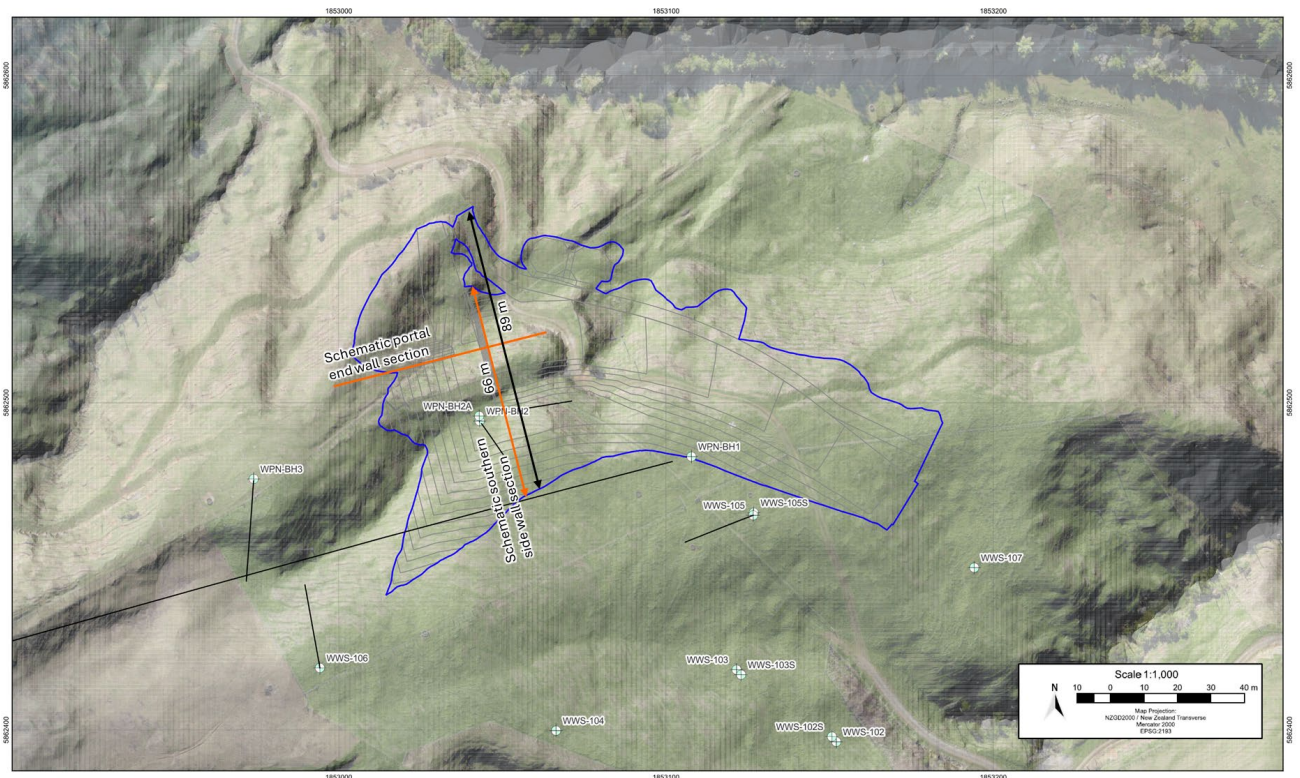 1853000
1853100
1853200
5862600
5862600
89 m
Schematic portal
end wall section
66 m
5862500
5862500
WPN-BH2A
WPN-BH2
Schematic southern
side wall section
WPN-BH1
WPN-BH3
WWS-105
WWS-105S
WWS-107
WWS-106
WWS-103
WWS-103S
WWS-104
WWS-102S
WWS-102
5862400
5862400
Scale 1:1,000
N
10 0 10 20 30 40 m
Map Projection:
NZGD2000 / New Zealand Transverse
Mercator 2000
EPSG:2193
1853000
1853100
1853200